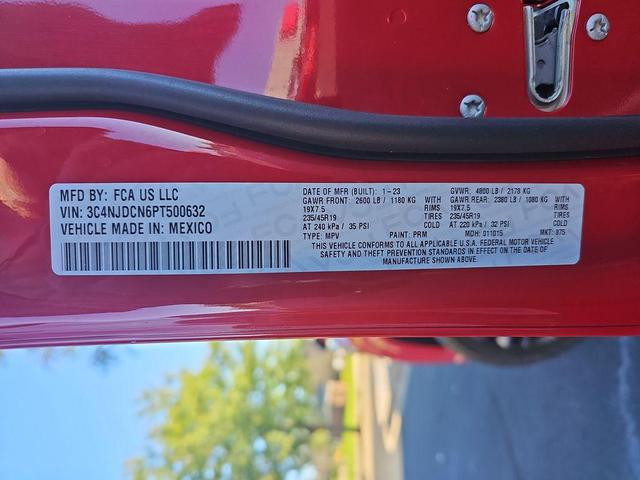 MFD BY: FCA US LLC
VIN: 3C4NJDCN6PT500632
VEHICLE MADE IN: MEXICO
DATE OF MFR (BUILT): 1-23 GVWR: 4800 LB / 2178 KG
GAWR FRONT: 2600 LB / 1180 KG WITH GAWR REAR: 2380 LB / 1080 KG WITH
19X7.5 RIMS 19X7.5 RIMS
235/45R19 TIRES 235/45R19 TIRES
AT 240 kPa / 35 PSI COLD AT 220 kPa / 32 PSI COLD
TYPE: MPV PAINT: PRM MDH: 011015 MKT: 875
THIS VEHICLE CONFORMS TO ALL APPLICABLE U.S.A. FEDERAL MOTOR VEHICLE
SAFETY AND THEFT PREVENTION STANDARDS IN EFFECT ON THE DATE OF
MANUFACTURE SHOWN ABOVE.